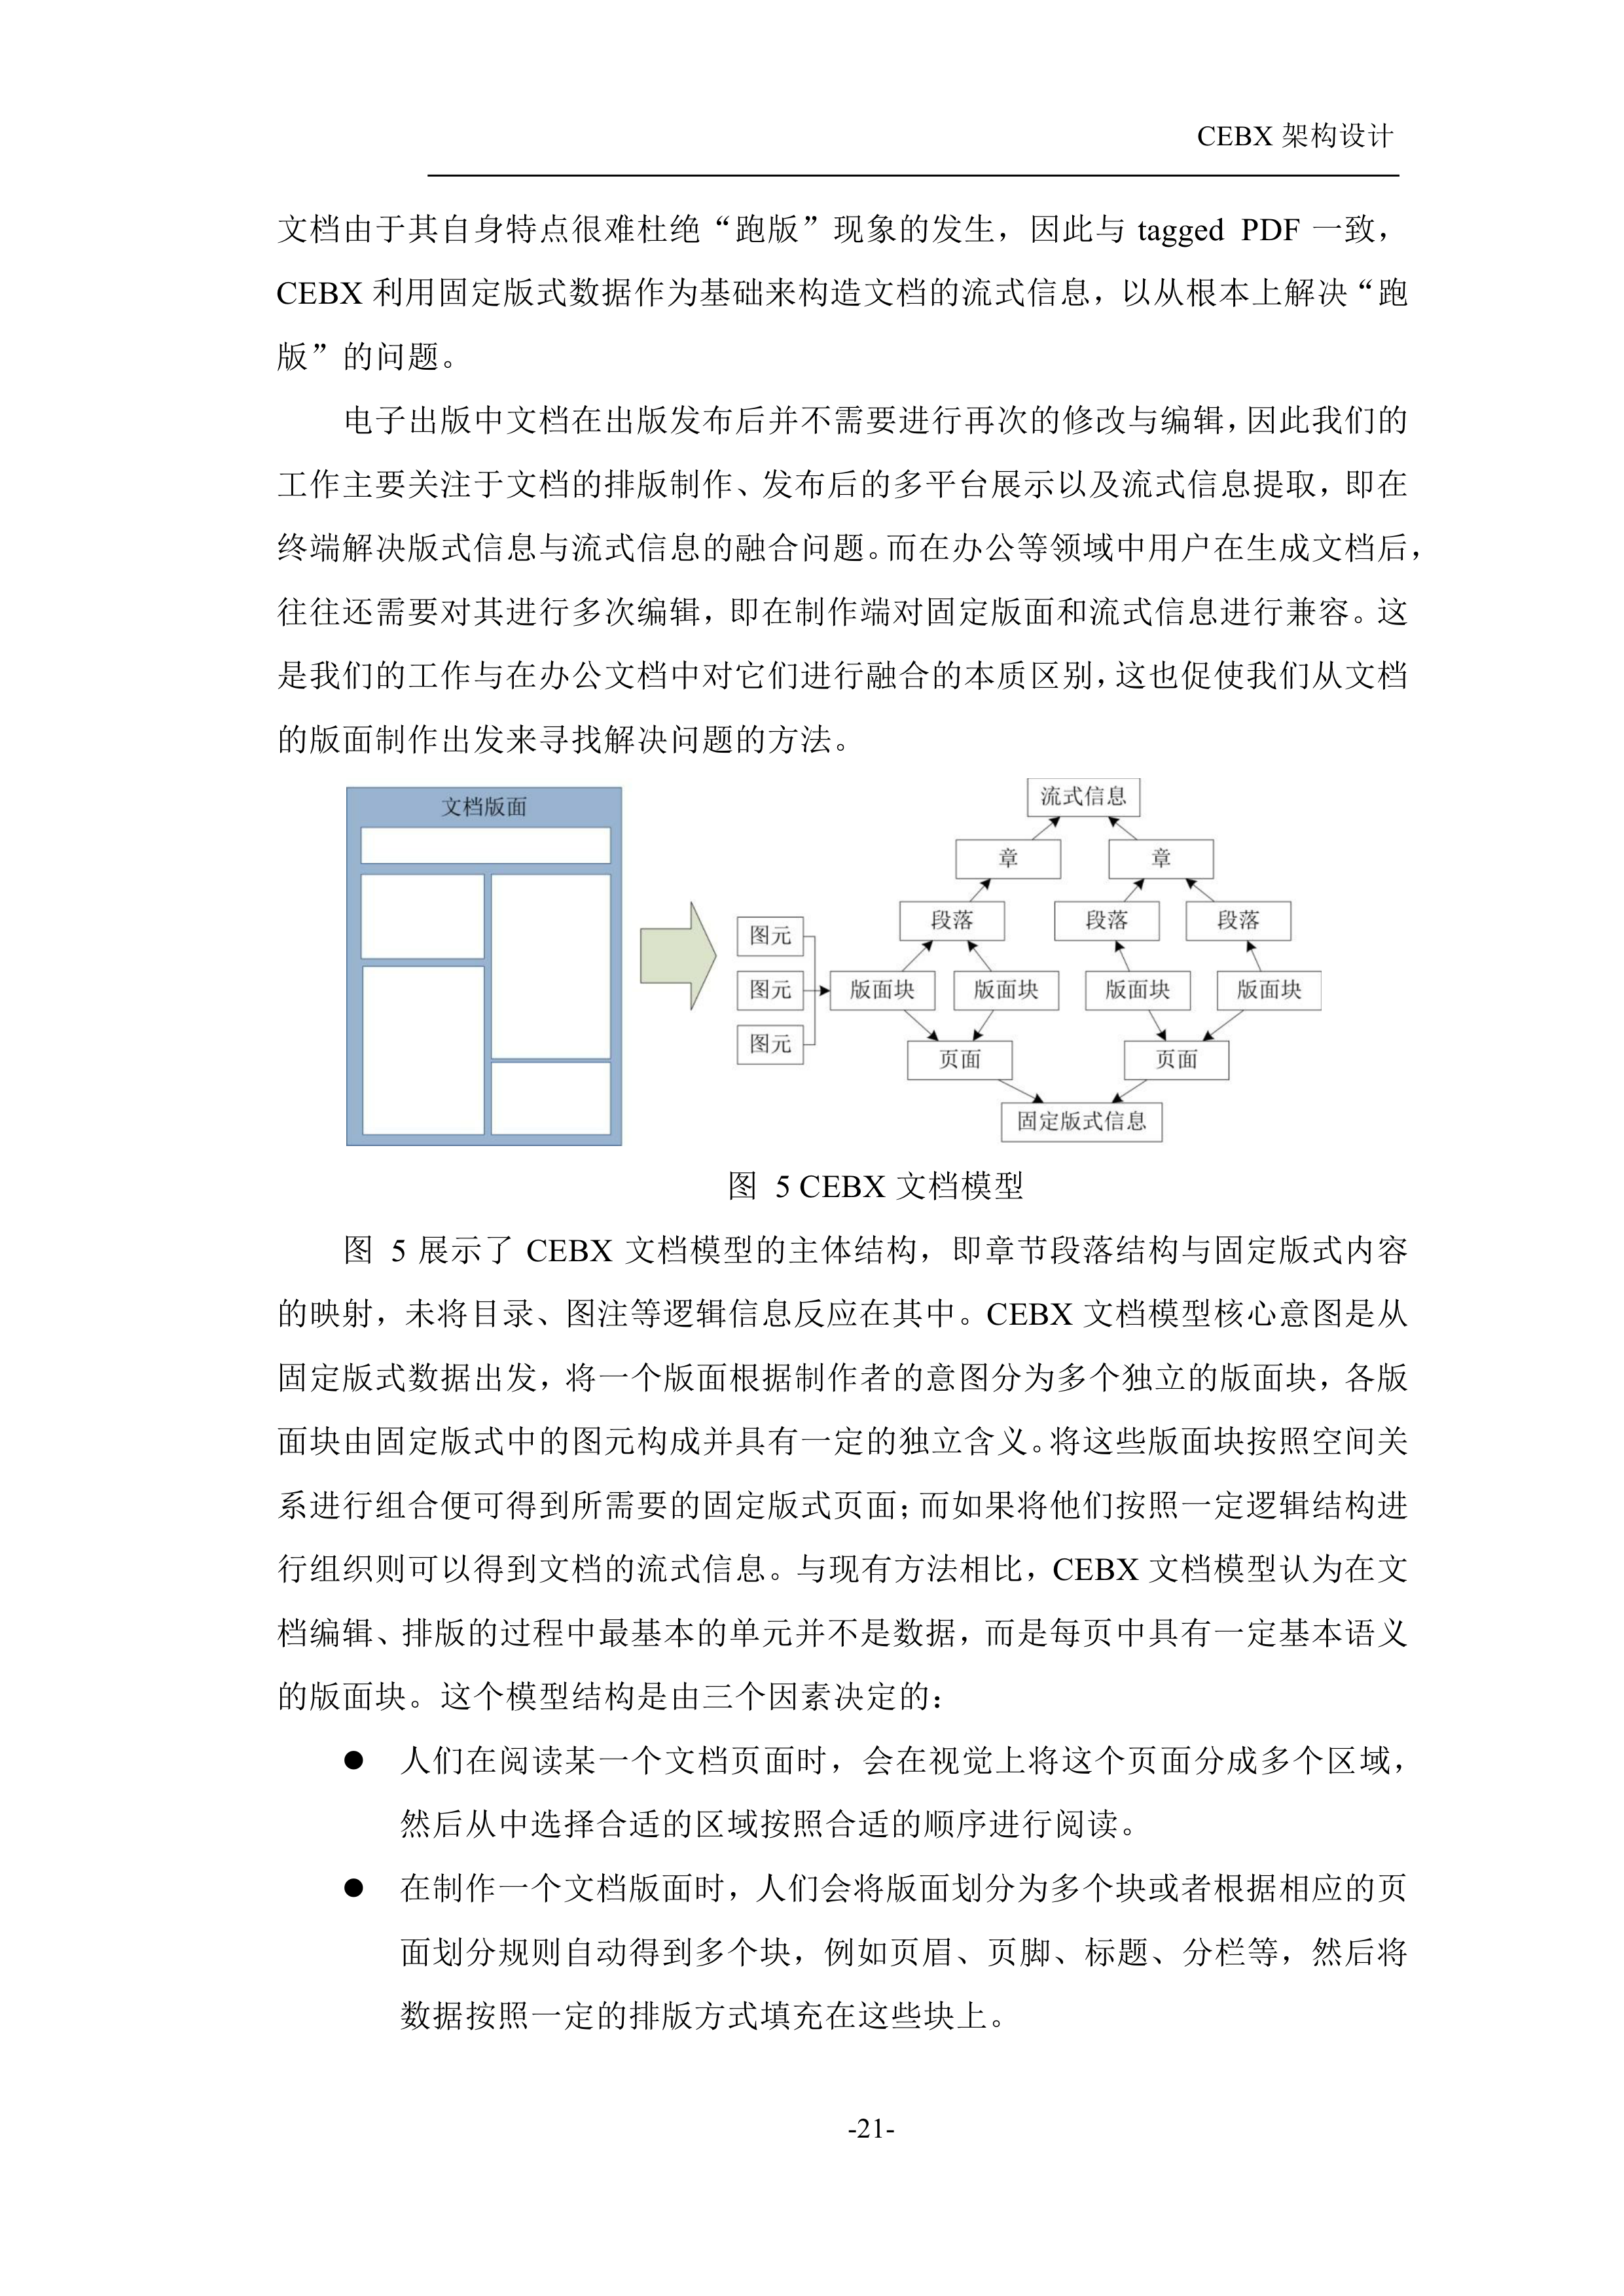 CEBX 架构设计
文档由于其自身特点很难杜绝“跑版”现象的发生，因此与 tagged PDF 一致，
CEBX 利用固定版式数据作为基础来构造文档的流式信息，以从根本上解决“跑
版”的问题。
电子出版中文档在出版发布后并不需要进行再次的修改与编辑，因此我们的
工作主要关注于文档的排版制作、发布后的多平台展示以及流式信息提取，即在
终端解决版式信息与流式信息的融合问题。而在办公等领域中用户在生成文档后，
往往还需要对其进行多次编辑，即在制作端对固定版面和流式信息进行兼容。这
是我们的工作与在办公文档中对它们进行融合的本质区别，这也促使我们从文档
的版面制作出发来寻找解决问题的方法。
文档版面
流式信息
章 章
段落 段落 段落
图元
图元
图元
版面块 版面块 版面块 版面块
页面 页面
固定版式信息
图 5 CEBX 文档模型
图 5 展示了 CEBX 文档模型的主体结构，即章节段落结构与固定版式内容
的映射，未将目录、图注等逻辑信息反应在其中。CEBX 文档模型核心意图是从
固定版式数据出发，将一个版面根据制作者的意图分为多个独立的版面块，各版
面块由固定版式中的图元构成并具有一定的独立含义。将这些版面块按照空间关
系进行组合便可得到所需要的固定版式页面；而如果将他们按照一定逻辑结构进
行组织则可以得到文档的流式信息。与现有方法相比，CEBX 文档模型认为在文
档编辑、排版的过程中最基本的单元并不是数据，而是每页中具有一定基本语义
的版面块。这个模型结构是由三个因素决定的：
● 人们在阅读某一个文档页面时，会在视觉上将这个页面分成多个区域，
然后从中选择合适的区域按照合适的顺序进行阅读。
● 在制作一个文档版面时，人们会将版面划分为多个块或者根据相应的页
面划分规则自动得到多个块，例如页眉、页脚、标题、分栏等，然后将
数据按照一定的排版方式填充在这些块上。
-21-